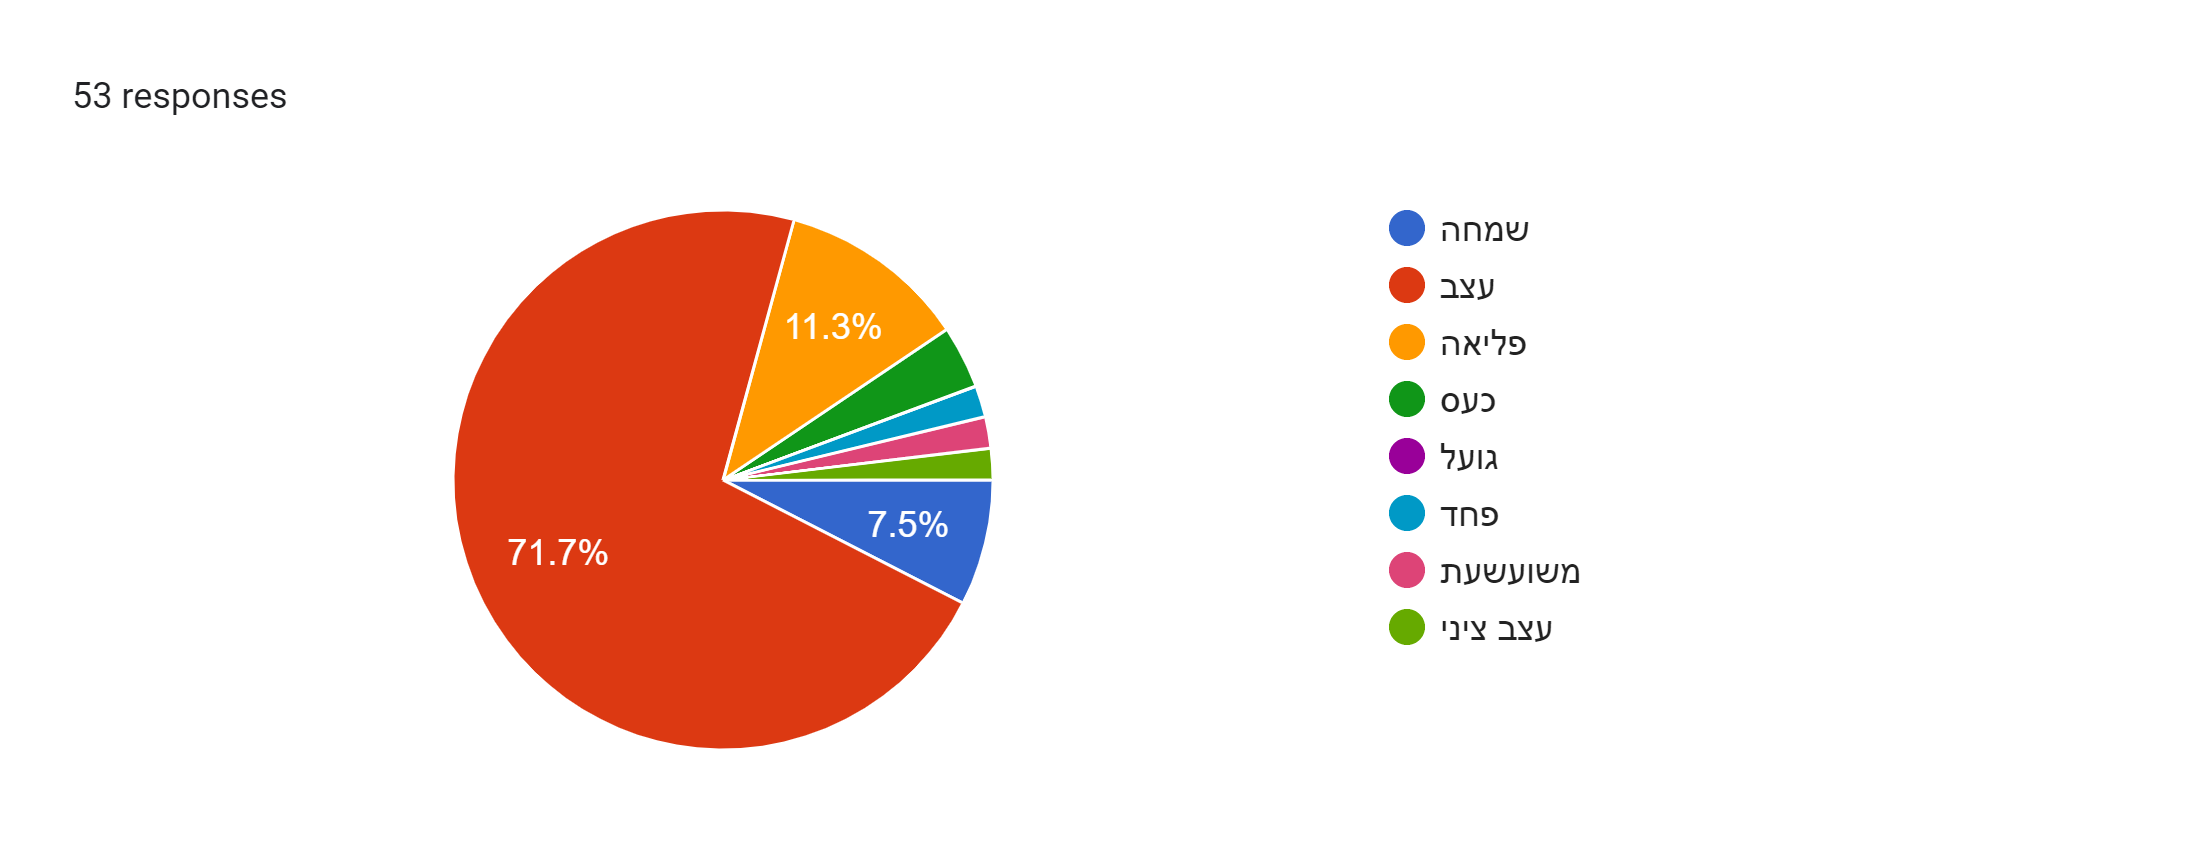 53 responses
11.3%
7.5%
71.7%
שמחה
עצב
פליאה
כעס
גועל
פחד
משועשעת
עצב ציני